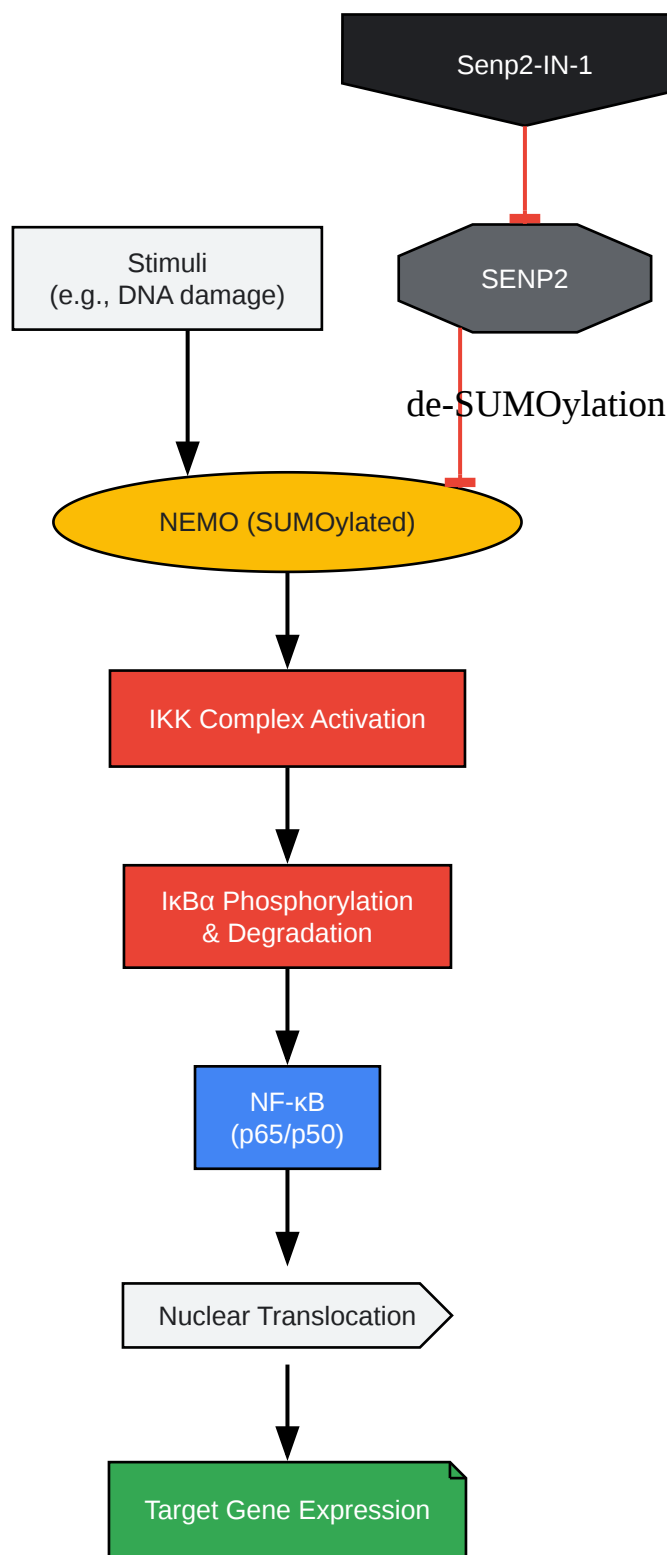 Senp2-IN-1
Stimuli
(e.g., DNA damage)
SENP2
de-SUMOylation
NEMO (SUMOylated)
IKK Complex Activation
IκBα Phosphorylation
& Degradation
NF-κB
(p65/p50)
Nuclear Translocation
Target Gene Expression